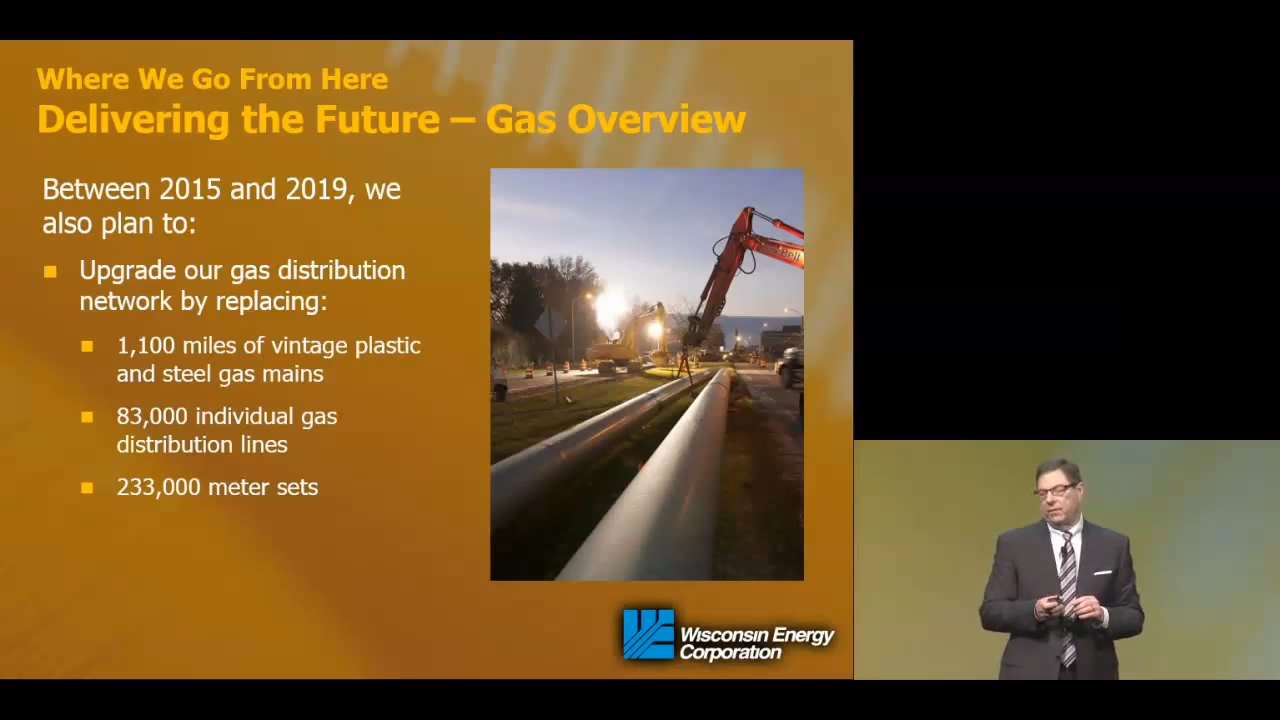 Where We Go From Here
Delivering the Future – Gas Overview
Between 2015 and 2019, we
also plan to:
Upgrade our gas distribution
network by replacing:
1,100 miles of vintage plastic
and steel gas mains
83,000 individual gas
distribution lines
233,000 meter sets
Wisconsin Energy
Corporation